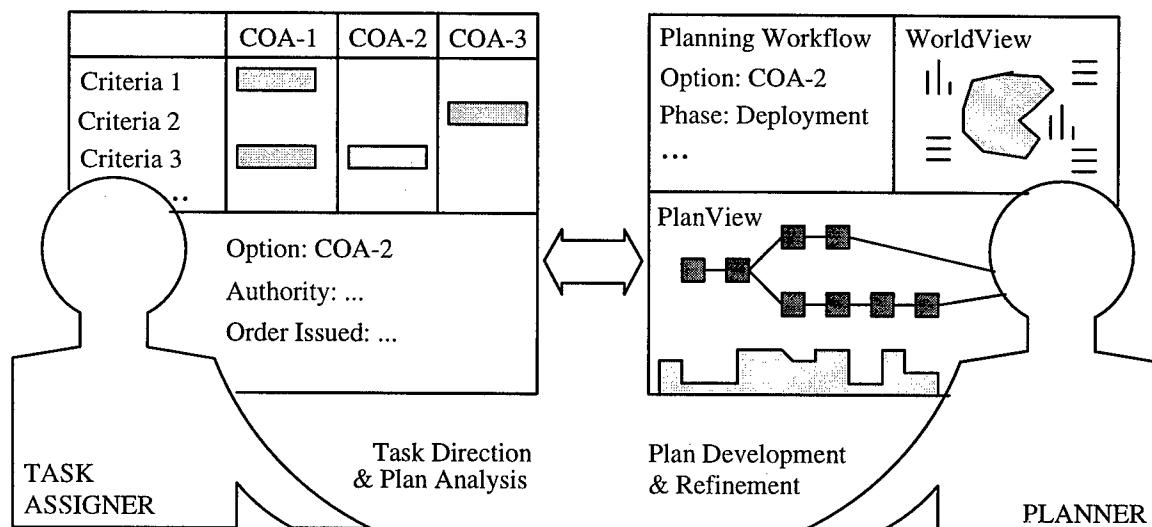 COA-1 COA-2 COA-3
Criteria 1
Criteria 2
Criteria 3
..
Option: COA-2
Authority: ...
Order Issued: ...
Planning Workflow
Option: COA-2
Phase: Deployment
...
WorldView
PlanView
Task Direction
& Plan Analysis
Plan Development
& Refinement
TASK
ASSIGNER
PLANNER